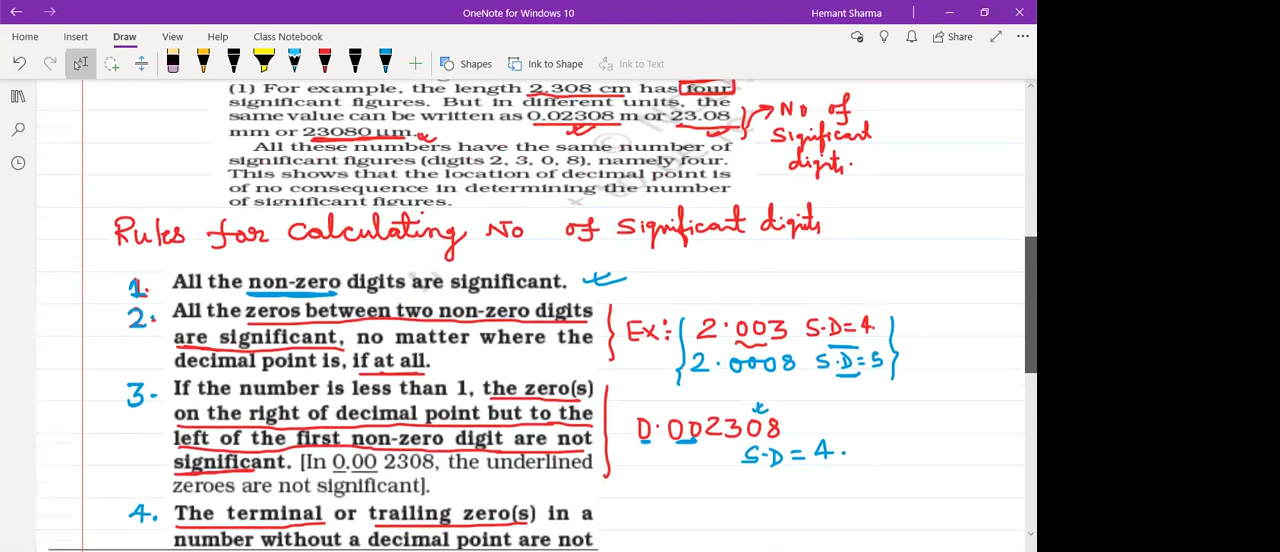 OneNote for Windows 10
Hemant Sharma
Home Insert Draw View Help Class Notebook
Share
Shapes Ink to Shape Ink to Text
(1) For example, the length 2.308 cm has four
significant figures. But in different units, the
same value can be written as 0.02308 m or 23.08
mm or 23080 µm.
All these numbers have the same number of
significant figures (digits 2, 3, 0, 8), namely four.
This shows that the location of decimal point is
of no consequence in determining the number
of significant figures.
No of
Significant
digits.
Rules for Calculating No of Significant digits
1. All the non-zero digits are significant.
2. All the zeros between two non-zero digits
are significant, no matter where the
decimal point is, if at all.
Ex:- 2.003 S.D=4.
2.0008 S.D=5
3. If the number is less than 1, the zero(s)
on the right of decimal point but to the
left of the first non-zero digit are not
significant. [In 0.00 2308, the underlined
zeroes are not significant].
0.002308
S.D=4.
4. The terminal or trailing zero(s) in a
number without a decimal point are not